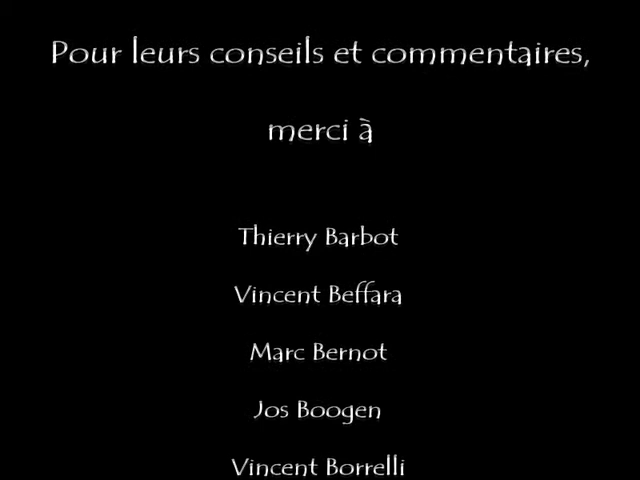 Pour leurs conseils et commentaires,
merci à
Thierry Barbot
Vincent Beffara
Marc Bernot
Jos Boogen
Vincent Borrelli